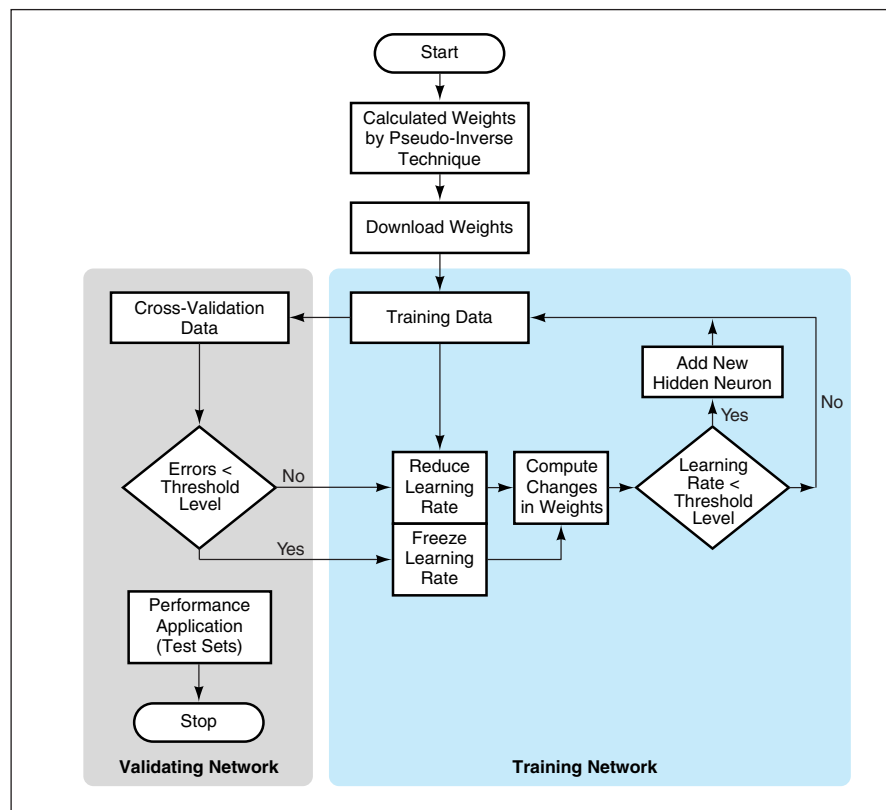 Start
Calculated Weights
by Pseudo-Inverse
Technique
Download Weights
Cross-Validation
Data
Training Data
Add New
Hidden Neuron
No
Yes
Errors <
Threshold
Level
No
Reduce
Learning
Rate
Compute
Changes
in Weights
Learning
Rate <
Threshold
Level
Yes
Freeze
Learning
Rate
Performance
Application
(Test Sets)
Stop
Validating Network
Training Network